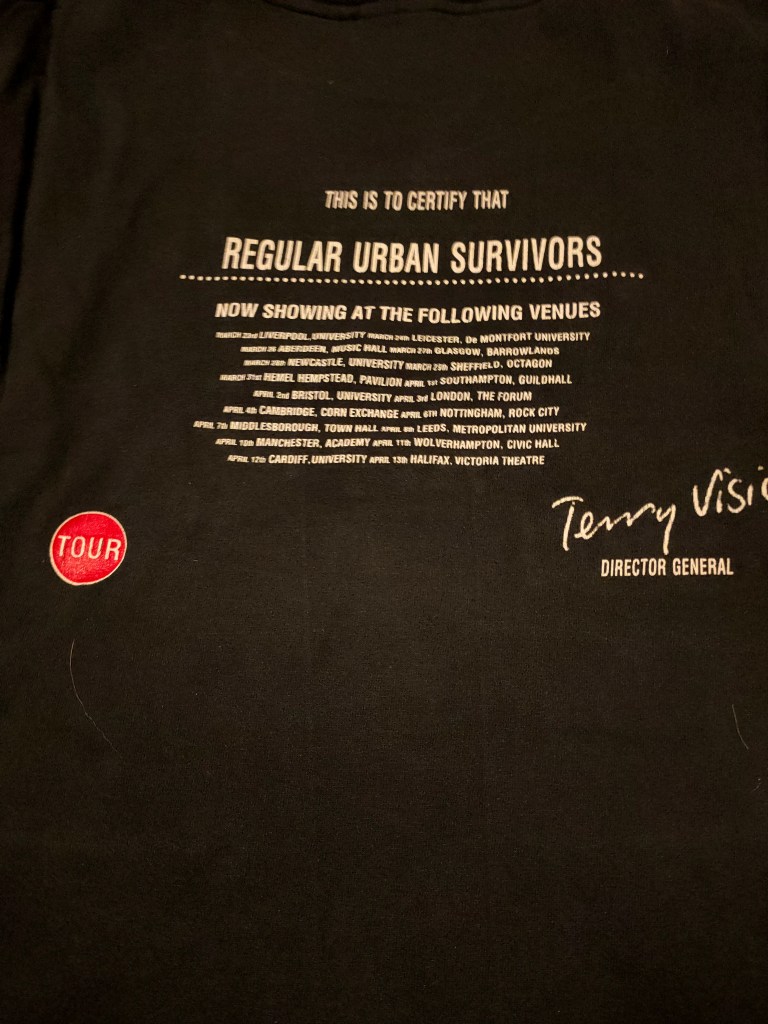 THIS IS TO CERTIFY THAT
REGULAR URBAN SURVIVORS
NOW SHOWING AT THE FOLLOWING VENUES
MARCH 23rd LIVERPOOL, UNIVERSITY MARCH 24th LEICESTER, De MONTFORT UNIVERSITY
MARCH 26 ABERDEEN, MUSIC HALL MARCH 27th GLASGOW, BARROWLANDS
MARCH 28th NEWCASTLE, UNIVERSITY MARCH 29th SHEFFIELD, OCTAGON
MARCH 31st HEMEL HEMPSTEAD, PAVILION APRIL 1st SOUTHAMPTON, GUILDHALL
APRIL 2nd BRISTOL, UNIVERSITY APRIL 3rd LONDON, THE FORUM
APRIL 4th CAMBRIDGE, CORN EXCHANGE APRIL 6TH NOTTINGHAM, ROCK CITY
APRIL 7th MIDDLESBOROUGH, TOWN HALL APRIL 8th LEEDS, METROPOLITAN UNIVERSITY
APRIL 10th MANCHESTER, ACADEMY APRIL 11th WOLVERHAMPTON, CIVIC HALL
APRIL 12th CARDIFF, UNIVERSITY APRIL 13th HALIFAX, VICTORIA THEATRE
Terry Visi
TOUR
DIRECTOR GENERAL